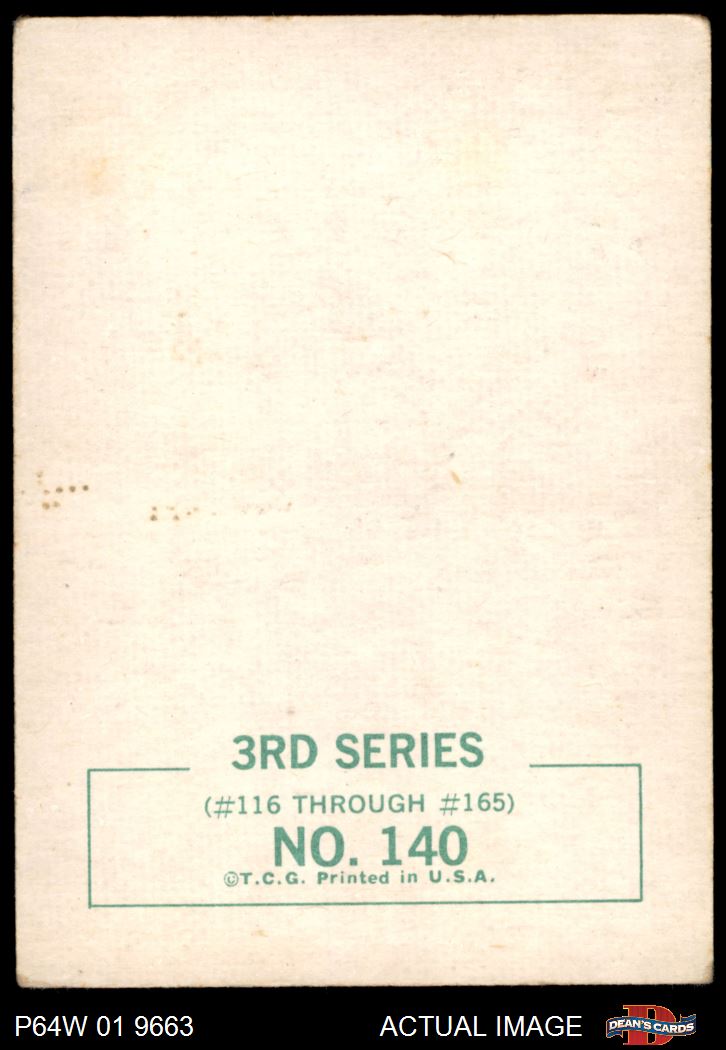 3RD SERIES
(#116 THROUGH #165)
NO. 140
©T.C.G. Printed in U.S.A.
P64W 01 9663 ACTUAL IMAGE DEAN'S CARDS